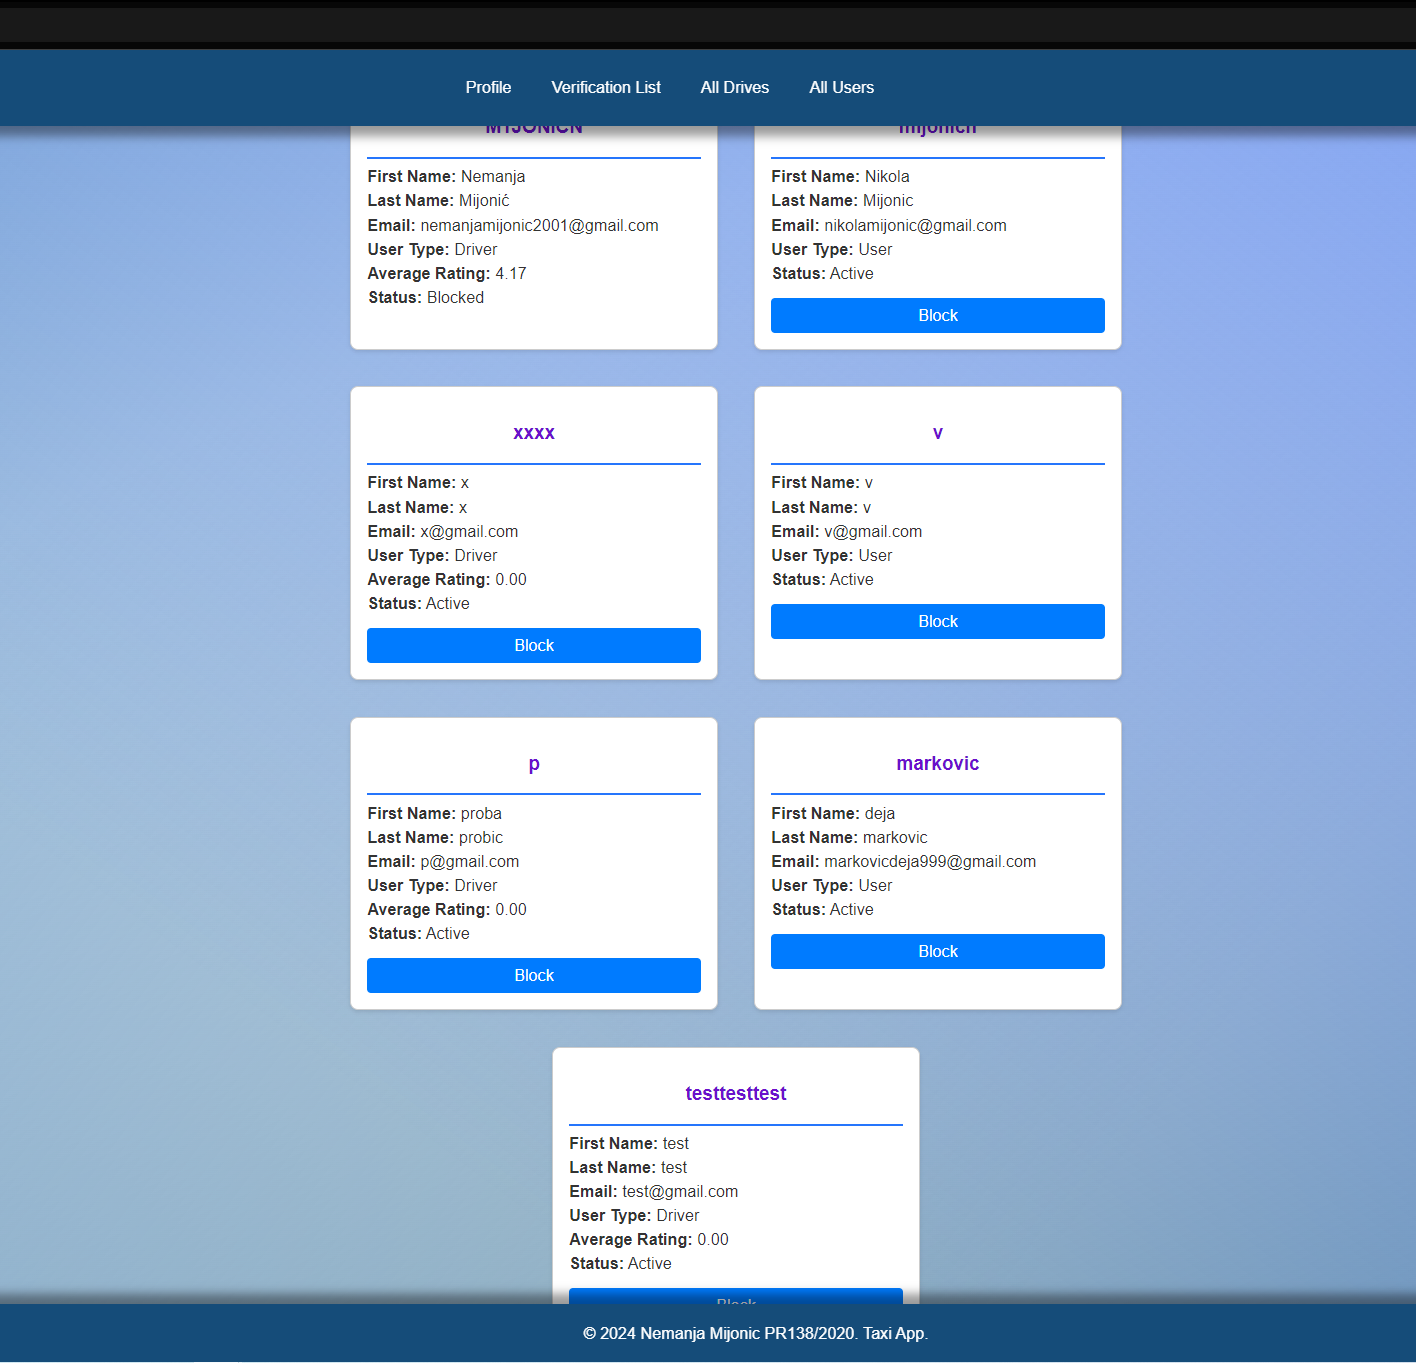 Profile Verification List All Drives All Users
MIJONICN
First Name: Nemanja
Last Name: Mijonić
Email: nemanjamijonic2001@gmail.com
User Type: Driver
Average Rating: 4.17
Status: Blocked
mijonicn
First Name: Nikola
Last Name: Mijonic
Email: nikolamijonic@gmail.com
User Type: User
Status: Active
Block
xxxx
First Name: x
Last Name: x
Email: x@gmail.com
User Type: Driver
Average Rating: 0.00
Status: Active
Block
v
First Name: v
Last Name: v
Email: v@gmail.com
User Type: User
Status: Active
Block
p
First Name: proba
Last Name: probic
Email: p@gmail.com
User Type: Driver
Average Rating: 0.00
Status: Active
Block
markovic
First Name: deja
Last Name: markovic
Email: markovicdeja999@gmail.com
User Type: User
Status: Active
Block
testtesttest
First Name: test
Last Name: test
Email: test@gmail.com
User Type: Driver
Average Rating: 0.00
Status: Active
Block
© 2024 Nemanja Mijonic PR138/2020. Taxi App.